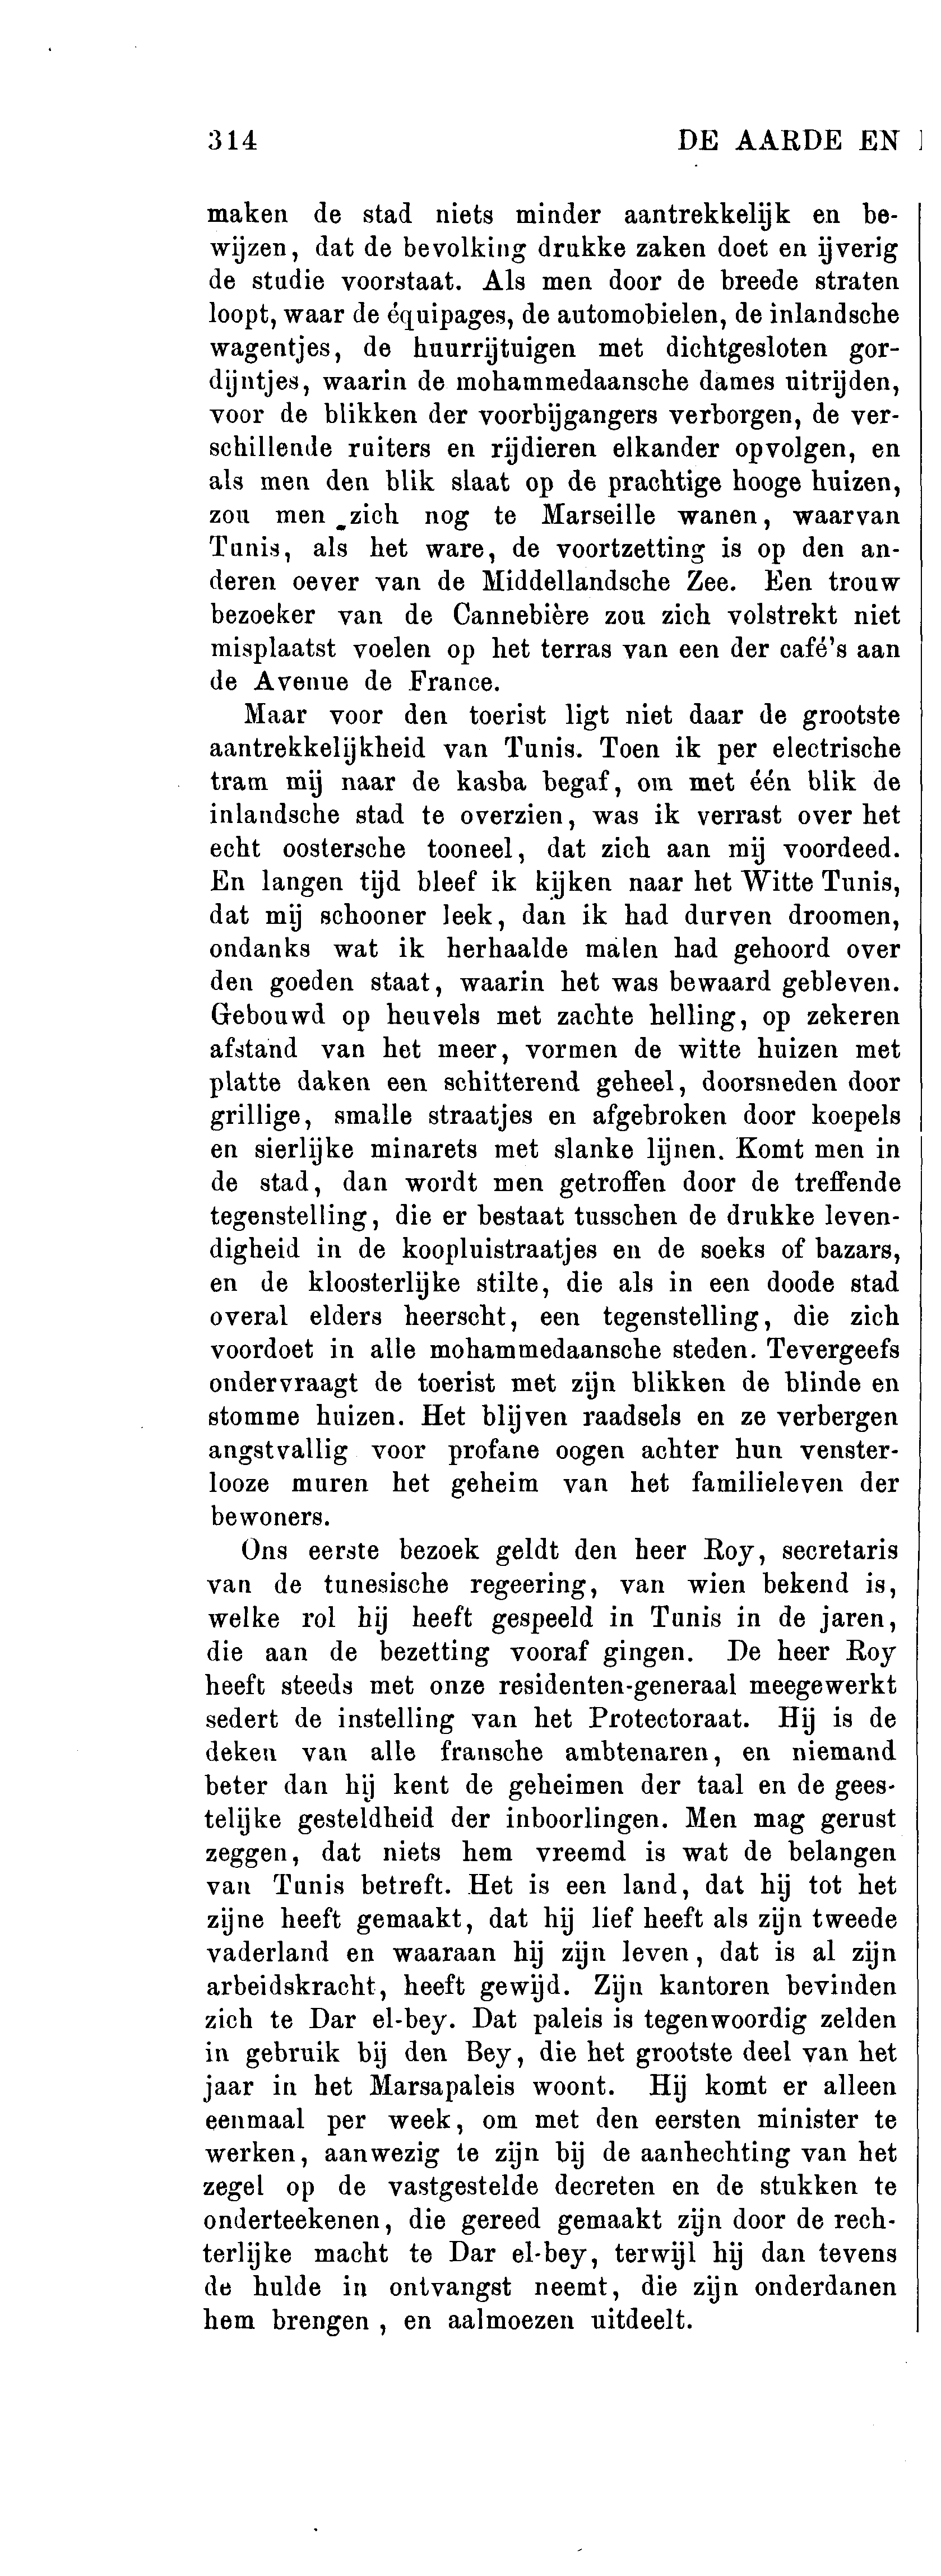 314 DE AARDE EN
maken de stad niets minder aantrekkelijk en be-
wijzen, dat de bevolking drukke zaken doet en ijverig
de studie voorstaat. Als men door de breede straten
loopt, waar de équipages, de automobielen, de inlandsche
wagentjes, de huurrijtuigen met dichtgesloten gor-
dijntjes, waarin de mohammedaansche dames uitrijden,
voor de blikken der voorbijgangers verborgen, de ver-
schillende ruiters en rijdieren elkander opvolgen, en
als men den blik slaat op de prachtige hooge huizen,
zou men zich nog te Marseille wanen, waarvan
Tunis, als het ware, de voortzetting is op den an-
deren oever van de Middellandsche Zee. Een trouw
bezoeker van de Cannebière zou zich volstrekt niet
misplaatst voelen op het terras van een der café's aan
de Avenue de France.
Maar voor den toerist ligt niet daar de grootste
aantrekkelijkheid van Tunis. Toen ik per electrische
tram mij naar de kasba begaf, om met één blik de
inlandsche stad te overzien, was ik verrast over het
echt oostersche tooneel, dat zich aan mij voordeed.
En langen tijd bleef ik kijken naar het Witte Tunis,
dat mij schooner leek, dan ik had durven droomen,
ondanks wat ik herhaalde malen had gehoord over
den goeden staat, waarin het was bewaard gebleven.
Gebouwd op heuvels met zachte helling, op zekeren
afstand van het meer, vormen de witte huizen met
platte daken een schitterend geheel, doorsneden door
grillige, smalle straatjes en afgebroken door koepels
en sierlijke minarets met slanke lijnen. Komt men in
de stad, dan wordt men getroffen door de treffende
tegenstelling, die er bestaat tusschen de drukke leven-
digheid in de koopluistraatjes en de soeks of bazars,
en de kloosterlijke stilte, die als in een doode stad
overal elders heerscht, een tegenstelling, die zich
voordoet in alle mohammedaansche steden. Tevergeefs
ondervraagt de toerist met zijn blikken de blinde en
stomme huizen. Het blijven raadsels en ze verbergen
angstvallig voor profane oogen achter hun venster-
looze muren het geheim van het familieleven der
bewoners.
Ons eerste bezoek geldt den heer Roy, secretaris
van de tunesische regeering, van wien bekend is,
welke rol hij heeft gespeeld in Tunis in de jaren,
die aan de bezetting vooraf gingen. De heer Roy
heeft steeds met onze residenten-generaal meegewerkt
sedert de instelling van het Protectoraat. Hij is de
deken van alle fransche ambtenaren, en niemand
beter dan hij kent de geheimen der taal en de gees-
telijke gesteldheid der inboorlingen. Men mag gerust
zeggen, dat niets hem vreemd is wat de belangen
van Tunis betreft. Het is een land, dat hij tot het
zijne heeft gemaakt, dat hij lief heeft als zijn tweede
vaderland en waaraan hij zijn leven, dat is al zijn
arbeidskracht, heeft gewijd. Zijn kantoren bevinden
zich te Dar el-bey. Dat paleis is tegenwoordig zelden
in gebruik bij den Bey, die het grootste deel van het
jaar in het Marsapaleis woont. Hij komt er alleen
eenmaal per week, om met den eersten minister te
werken, aanwezig te zijn bij de aanhechting van het
zegel op de vastgestelde decreten en de stukken te
onderteekenen, die gereed gemaakt zijn door de rech-
terlijke macht te Dar el-bey, terwijl hij dan tevens
de hulde in ontvangst neemt, die zijn onderdanen
hem brengen , en aalmoezen uitdeelt.